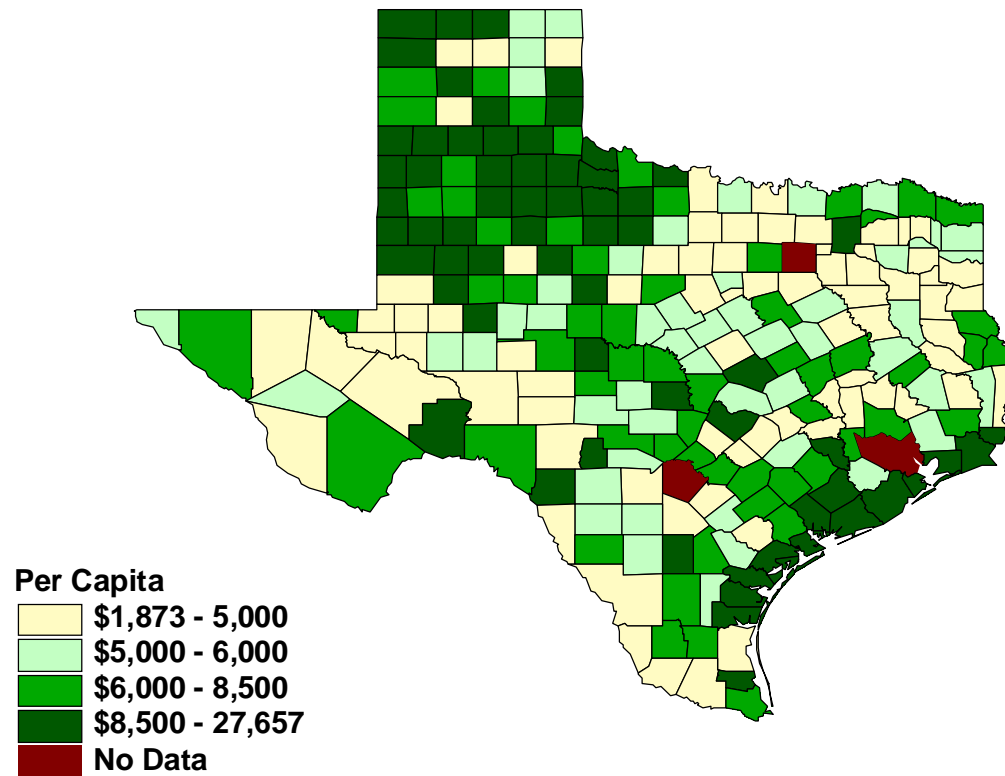 Per Capita
$1,873 - 5,000
$5,000 - 6,000
$6,000 - 8,500
$8,500 - 27,657
No Data